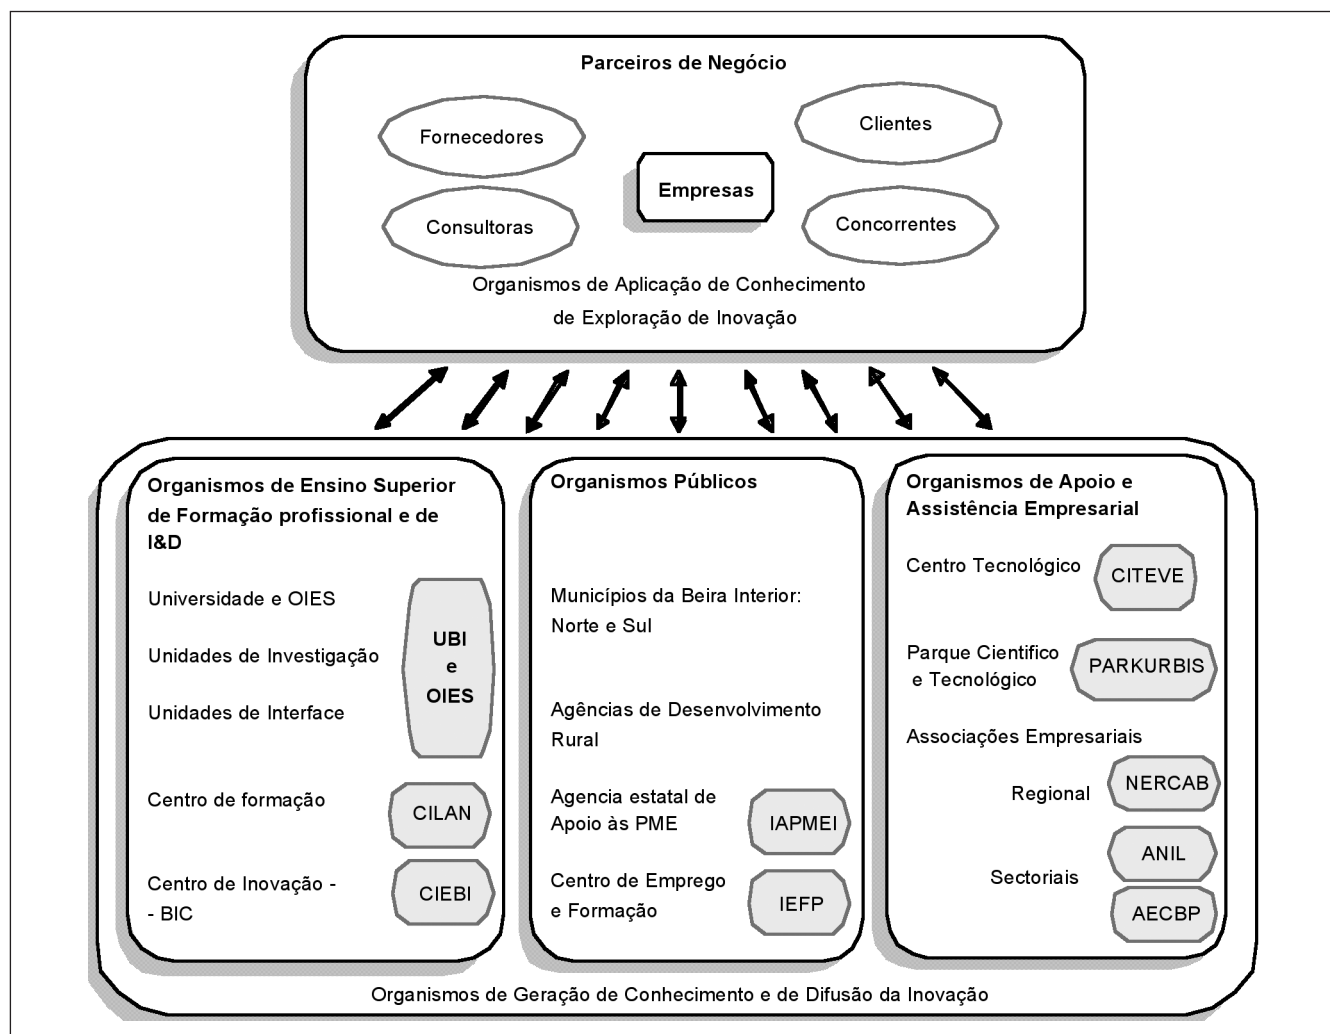 Parceiros de Negócio
Fornecedores
Clientes
Empresas
Consultoras
Concorrentes
Organismos de Aplicação de Conhecimento
de Exploração de Inovação
Organismos de Ensino Superior
de Formação profissional e de
I&D
Universidade e OIES
Unidades de Investigação
Unidades de Interface
UBI
e
OIES
Centro de formação
CILAN
Centro de Inovação -
- BIC
CIEBI
Organismos Públicos
Municípios da Beira Interior:
Norte e Sul
Agências de Desenvolvimento
Rural
Agencia estatal de
Apoio às PME
IAPMEI
Centro de Emprego
e Formação
IEFP
Organismos de Apoio e
Assistência Empresarial
Centro Tecnológico
CITEVE
Parque Cientifico
e Tecnológico
PARKURBIS
Associações Empresariais
Regional
NERCAB
Sectoriais
ANIL
AECBP
Organismos de Geração de Conhecimento e de Difusão da Inovação